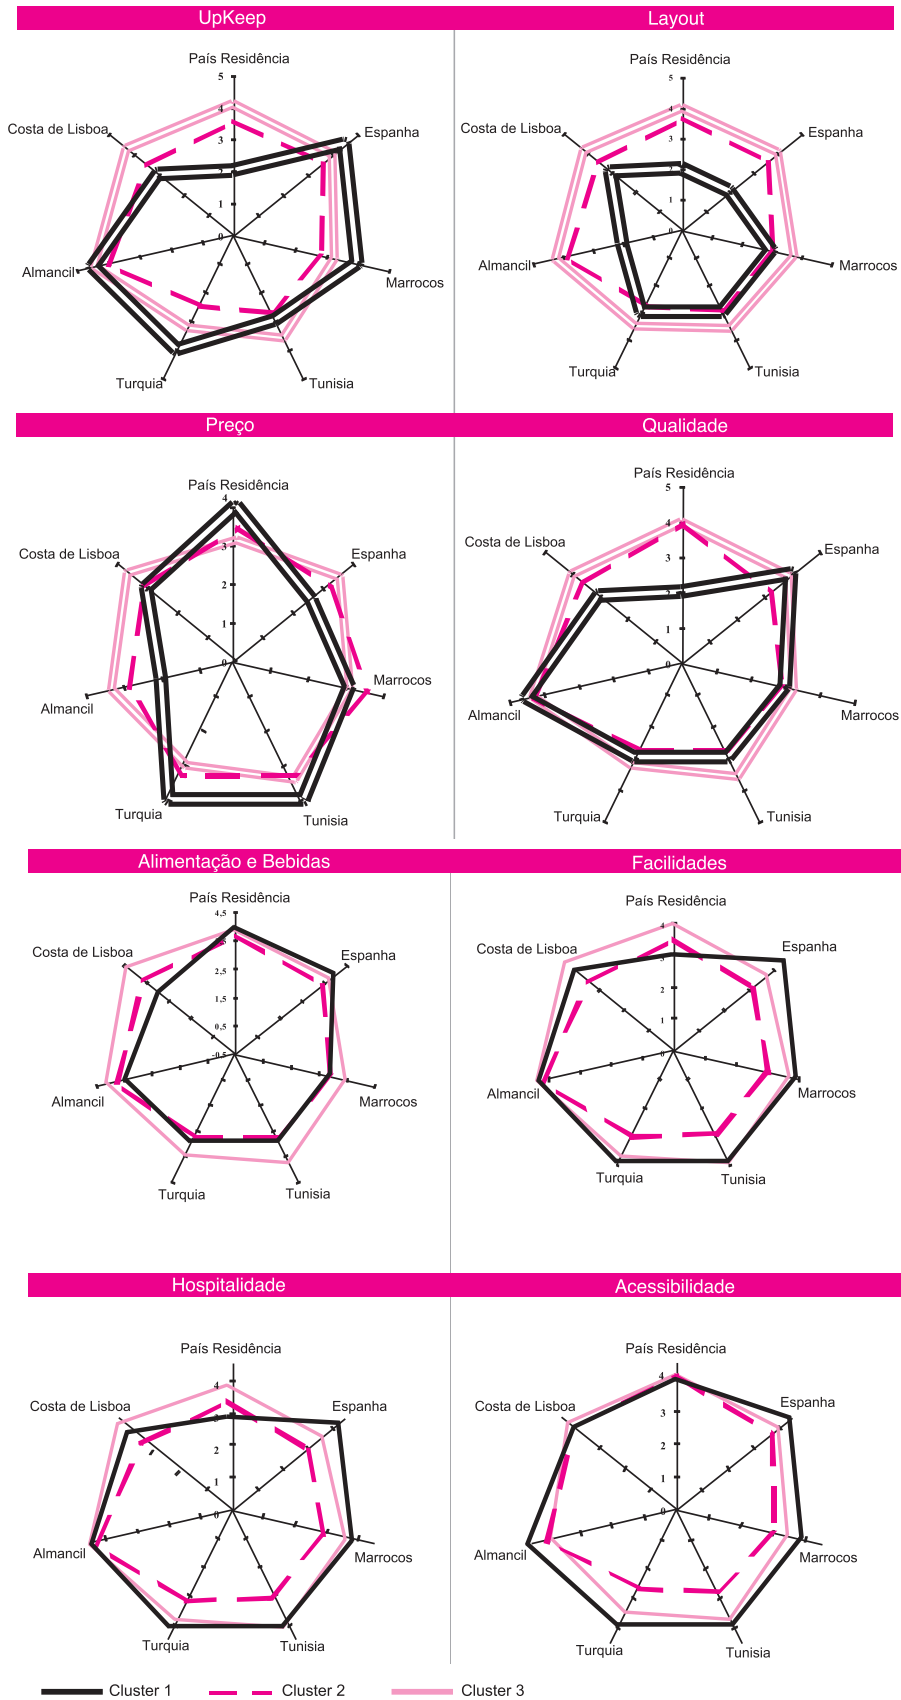 UpKeep
Layout
País Residência
5
4
3
2
1
0
Costa de Lisboa
Espanha
Almancil
Marrocos
Turquia
Tunisia
País Residência
5
4
3
2
1
0
Costa de Lisboa
Espanha
Almancil
Marrocos
Turquia
Tunisia
Preço
Qualidade
País Residência
4
3
2
1
0
Costa de Lisboa
Espanha
Almancil
Marrocos
Turquia
Tunisia
País Residência
5
4
3
2
1
0
Costa de Lisboa
Espanha
Almancil
Marrocos
Turquia
Tunisia
Alimentação e Bebidas
Facilidades
País Residência
4,5
2,5
1,5
0,5
-0,5
Costa de Lisboa
Espanha
Almancil
Marrocos
Turquia
Tunisia
País Residência
4
3
2
1
0
Costa de Lisboa
Espanha
Almancil
Marrocos
Turquia
Tunisia
Hospitalidade
Acessibilidade
País Residência
4
3
2
1
0
Costa de Lisboa
Espanha
Almancil
Marrocos
Turquia
Tunisia
País Residência
4
3
2
1
0
Costa de Lisboa
Espanha
Almancil
Marrocos
Turquia
Tunisia
Cluster 1 Cluster 2 Cluster 3